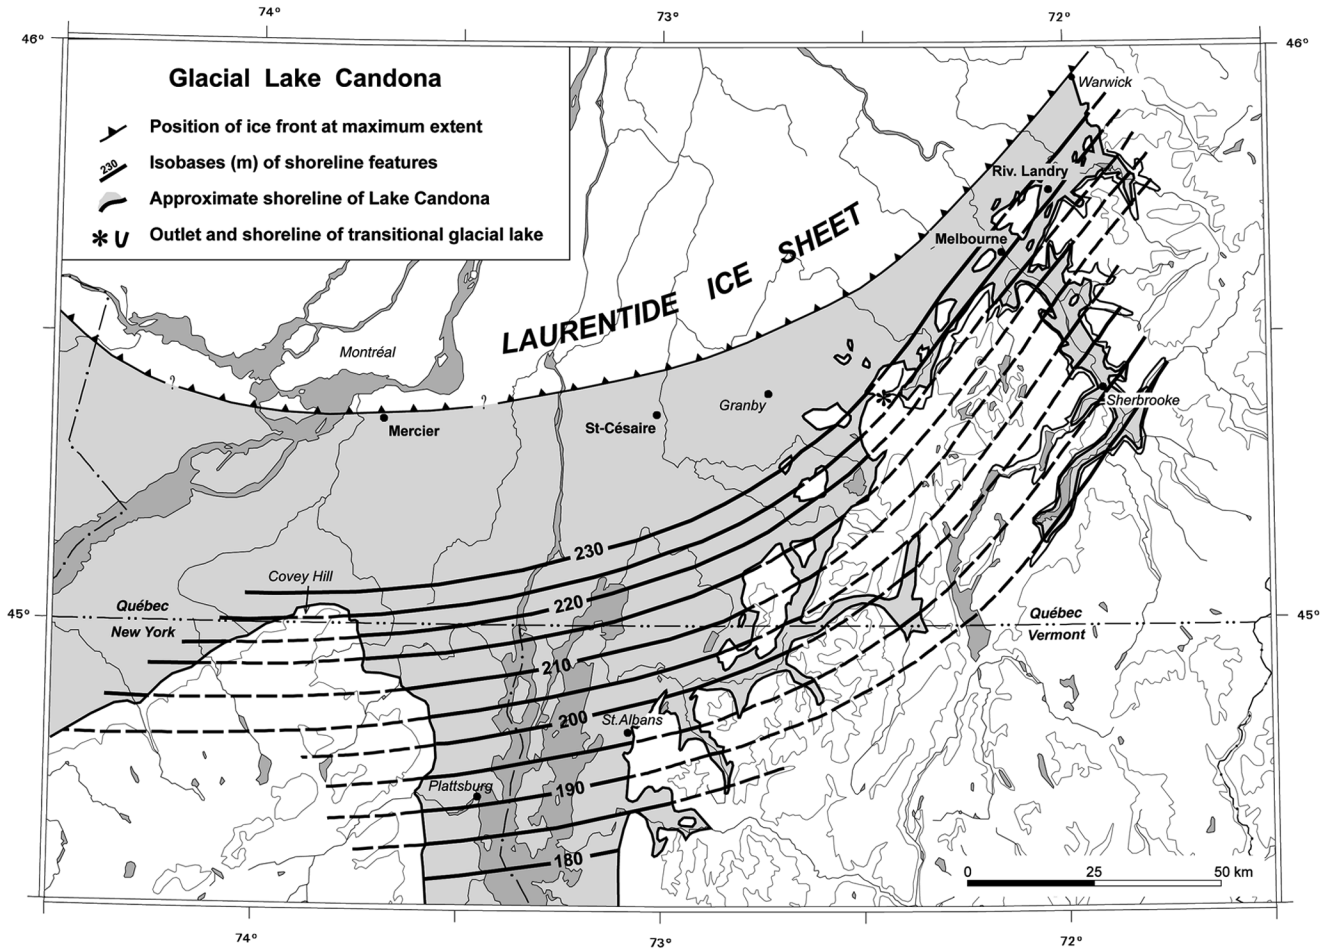 74°
73°
72°
46°
46°
Glacial Lake Candona
Position of ice front at maximum extent
230
Isobases (m) of shoreline features
Approximate shoreline of Lake Candona
Outlet and shoreline of transitional glacial lake
Warwick
Riv. Landry
Melbourne
LAURENTIDE ICE SHEET
Montréal
?
?
Mercier
St-Césaire
Granby
*
Sherbrooke
230
Covey Hill
220
45°
Québec
New York
Québec
Vermont
45°
210
200
St.Albans
190
Plattsburg
180
0
25
50 km
74°
73°
72°